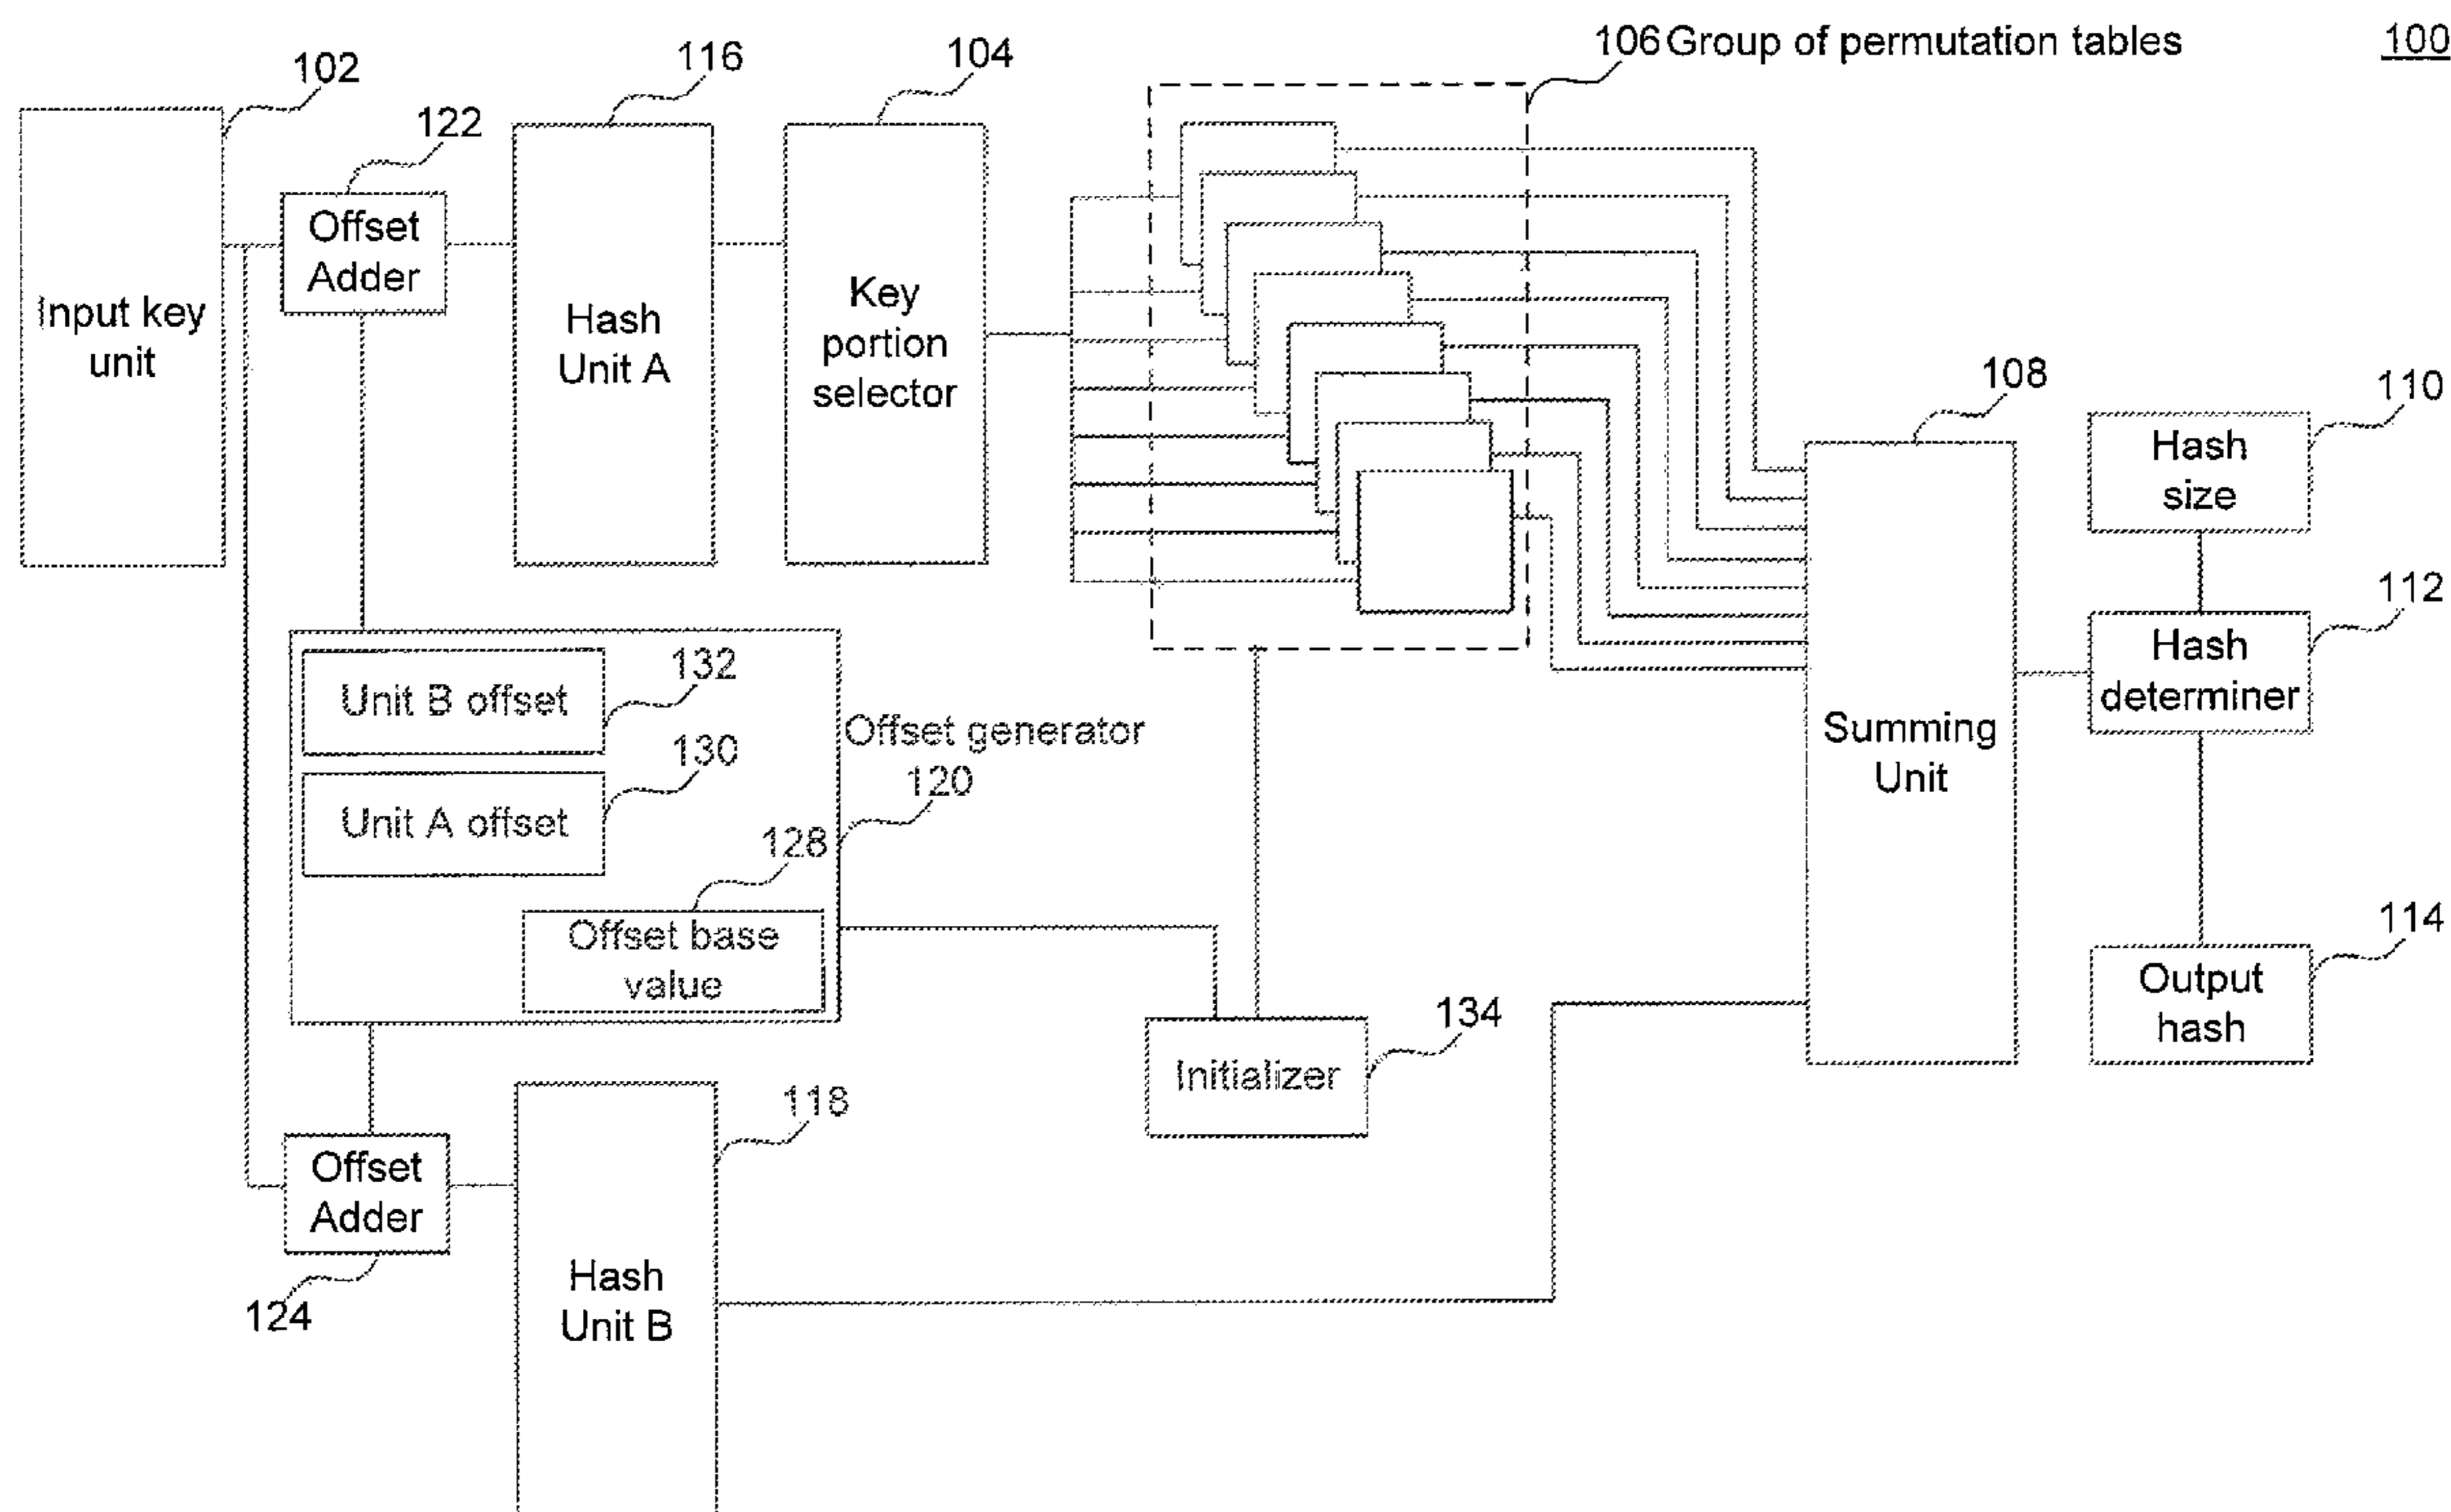 106 Group of permutation tables
100
102
122
116
104
Input key
unit
Offset
Adder
Hash
Unit A
Key
portion
selector
108
110
Hash
size
112
Hash
determiner
Summing
Unit
114
Output
hash
Unit B offset
132
Offset generator
120
Unit A offset
130
128
Offset base
value
134
Initializer
118
Offset
Adder
124
Hash
Unit B